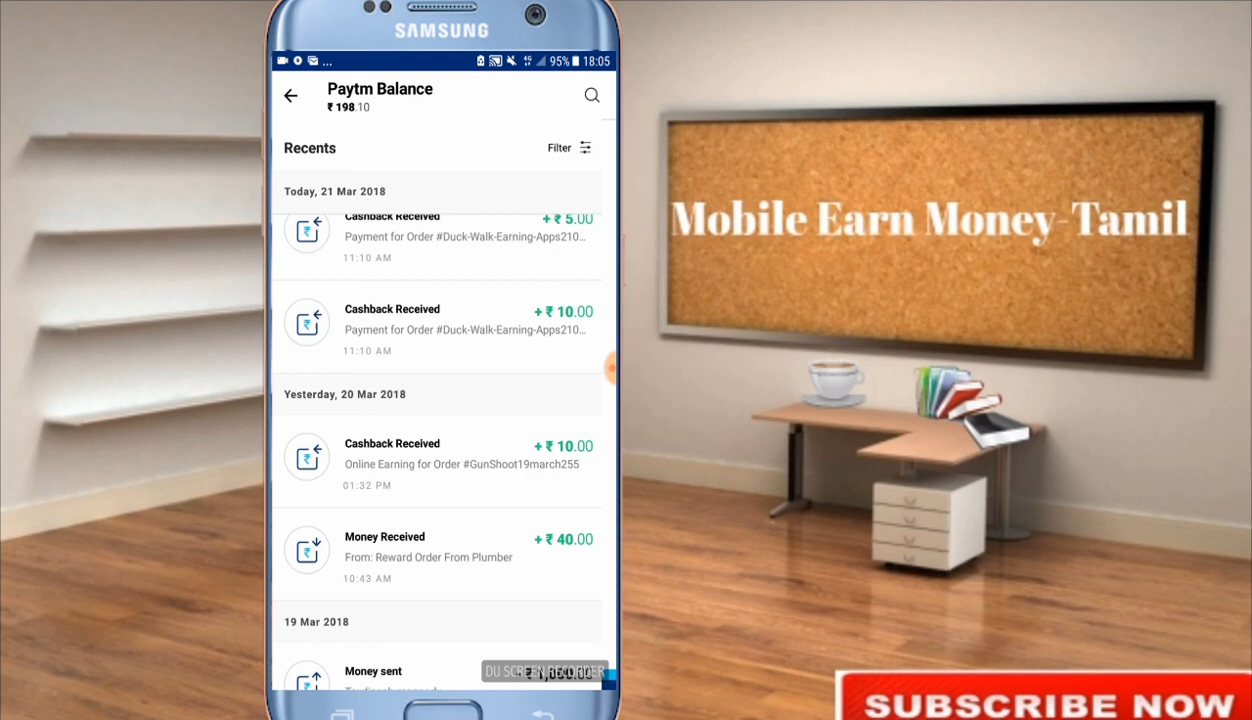 SAMSUNG
... 4G 95% 18:05
Paytm Balance
₹ 198.10
Recents
Filter
Today, 21 Mar 2018
Cashback Received
+ ₹ 5.00
Payment for Order #Duck-Walk-Earning-Apps210...
11:10 AM
Cashback Received
+ ₹ 10.00
Payment for Order #Duck-Walk-Earning-Apps210...
11:10 AM
Yesterday, 20 Mar 2018
Cashback Received
+ ₹ 10.00
Online Earning for Order #GunShoot19march255
01:32 PM
Money Received
+ ₹ 40.00
From: Reward Order From Plumber
10:43 AM
19 Mar 2018
Money sent
DU SCREEN RECORDER
Mobile Earn Money-Tamil
SUBSCRIBE NOW